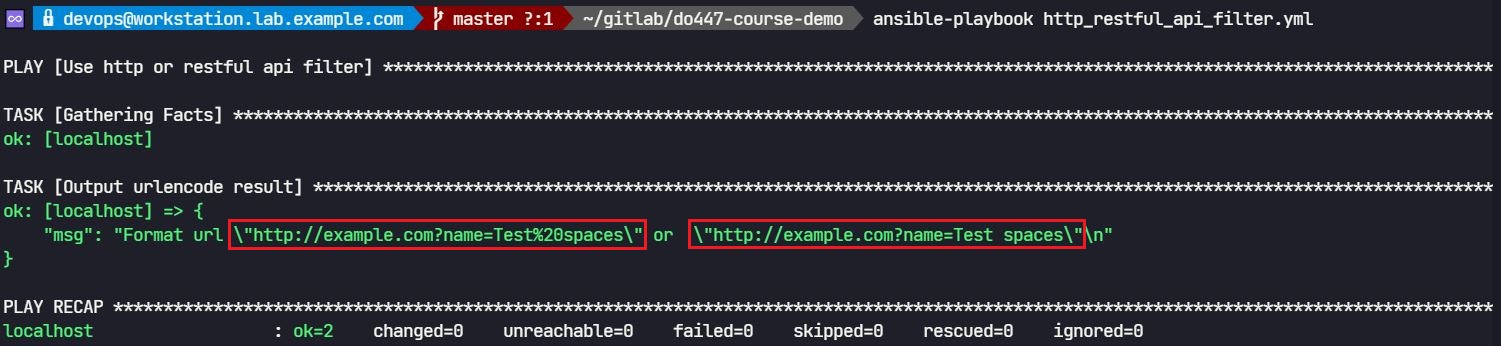 devops@workstation.lab.example.com master ?:1 ~/gitlab/do447-course-demo ansible-playbook http_restful_api_filter.yml
PLAY [Use http or restful api filter] ***************************************************************************************************************
TASK [Gathering Facts] ******************************************************************************************************************************
ok: [localhost]
TASK [Output urlencode result] **********************************************************************************************************************
ok: [localhost] => {
    "msg": "Format url \"http://example.com?name=Test%20spaces\" or  \"http://example.com?name=Test spaces\"\n"
}
PLAY RECAP ******************************************************************************************************************************************
localhost                  : ok=2    changed=0    unreachable=0    failed=0    skipped=0    rescued=0    ignored=0